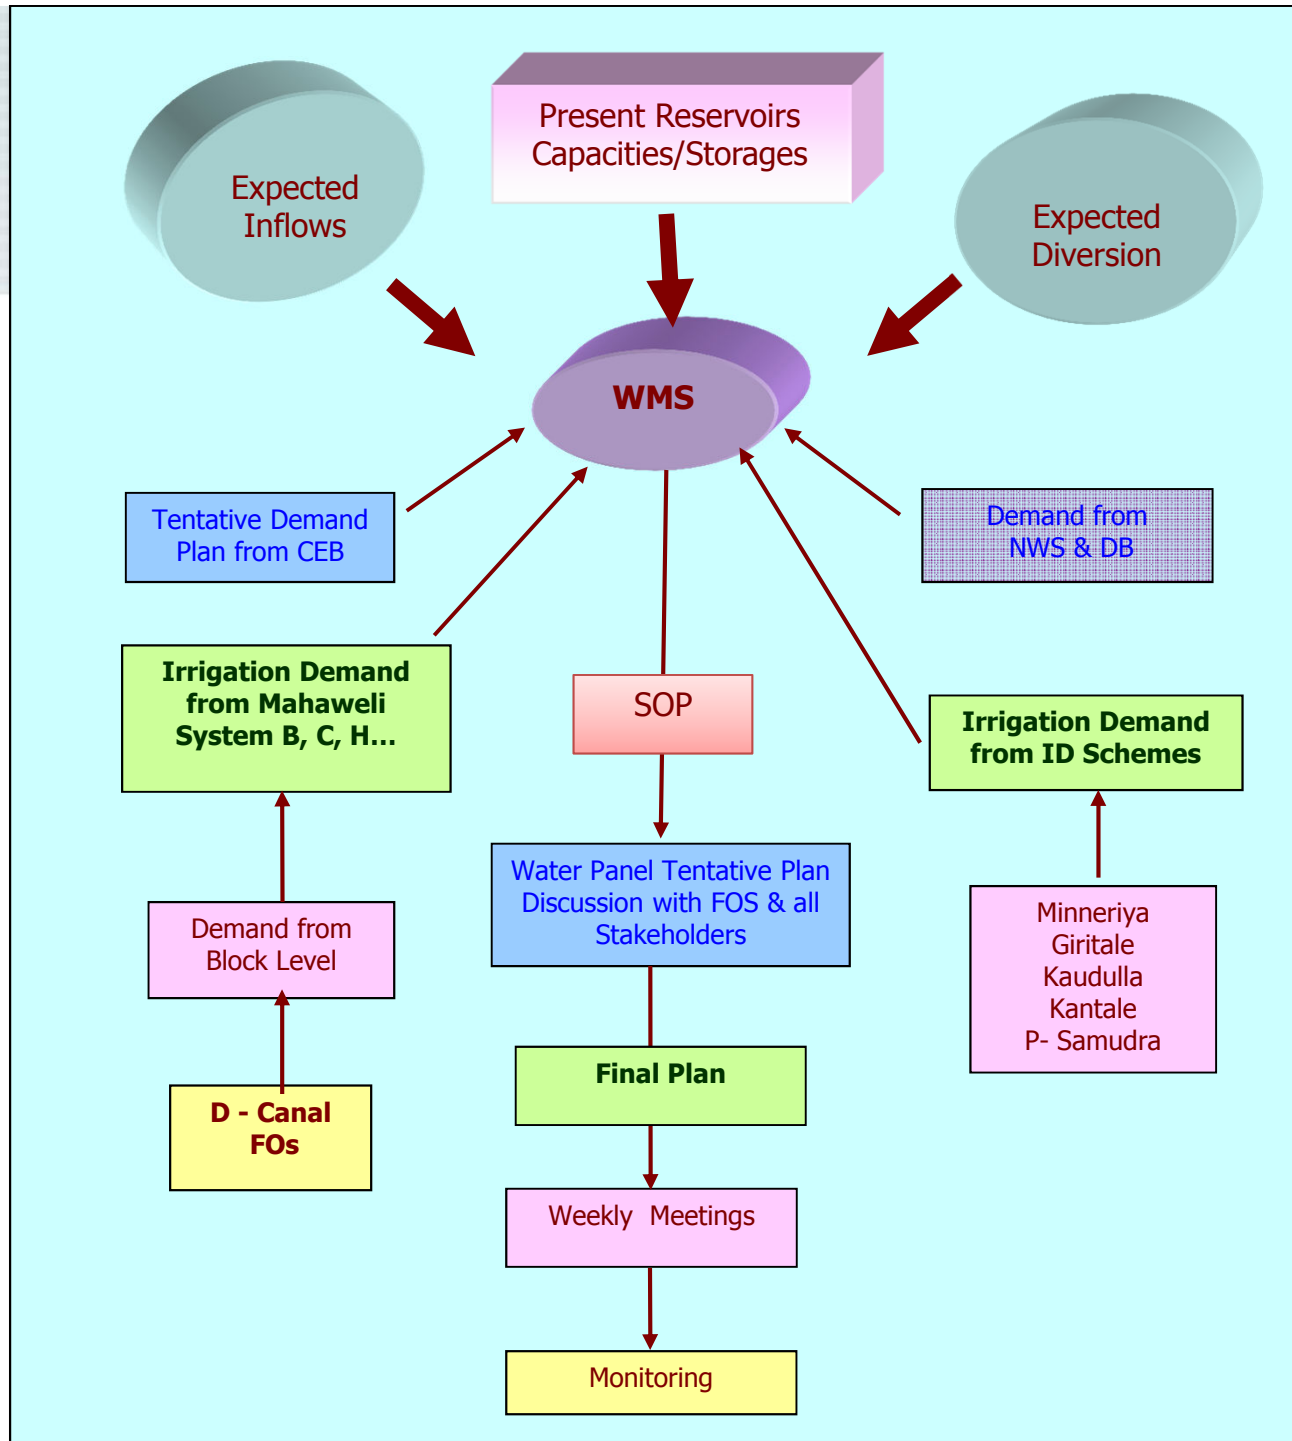 Expected
Inflows
Present Reservoirs
Capacities/Storages
Expected
Diversion
WMS
Tentative Demand
Plan from CEB
Demand from
NWS & DB
Irrigation Demand
from Mahaweli
System B, C, H...
SOP
Irrigation Demand
from ID Schemes
Water Panel Tentative Plan
Discussion with FOS & all
Stakeholders
Demand from
Block Level
Minneriya
Giritale
Kaudulla
Kantale
P- Samudra
Final Plan
D - Canal
FOs
Weekly  Meetings
Monitoring